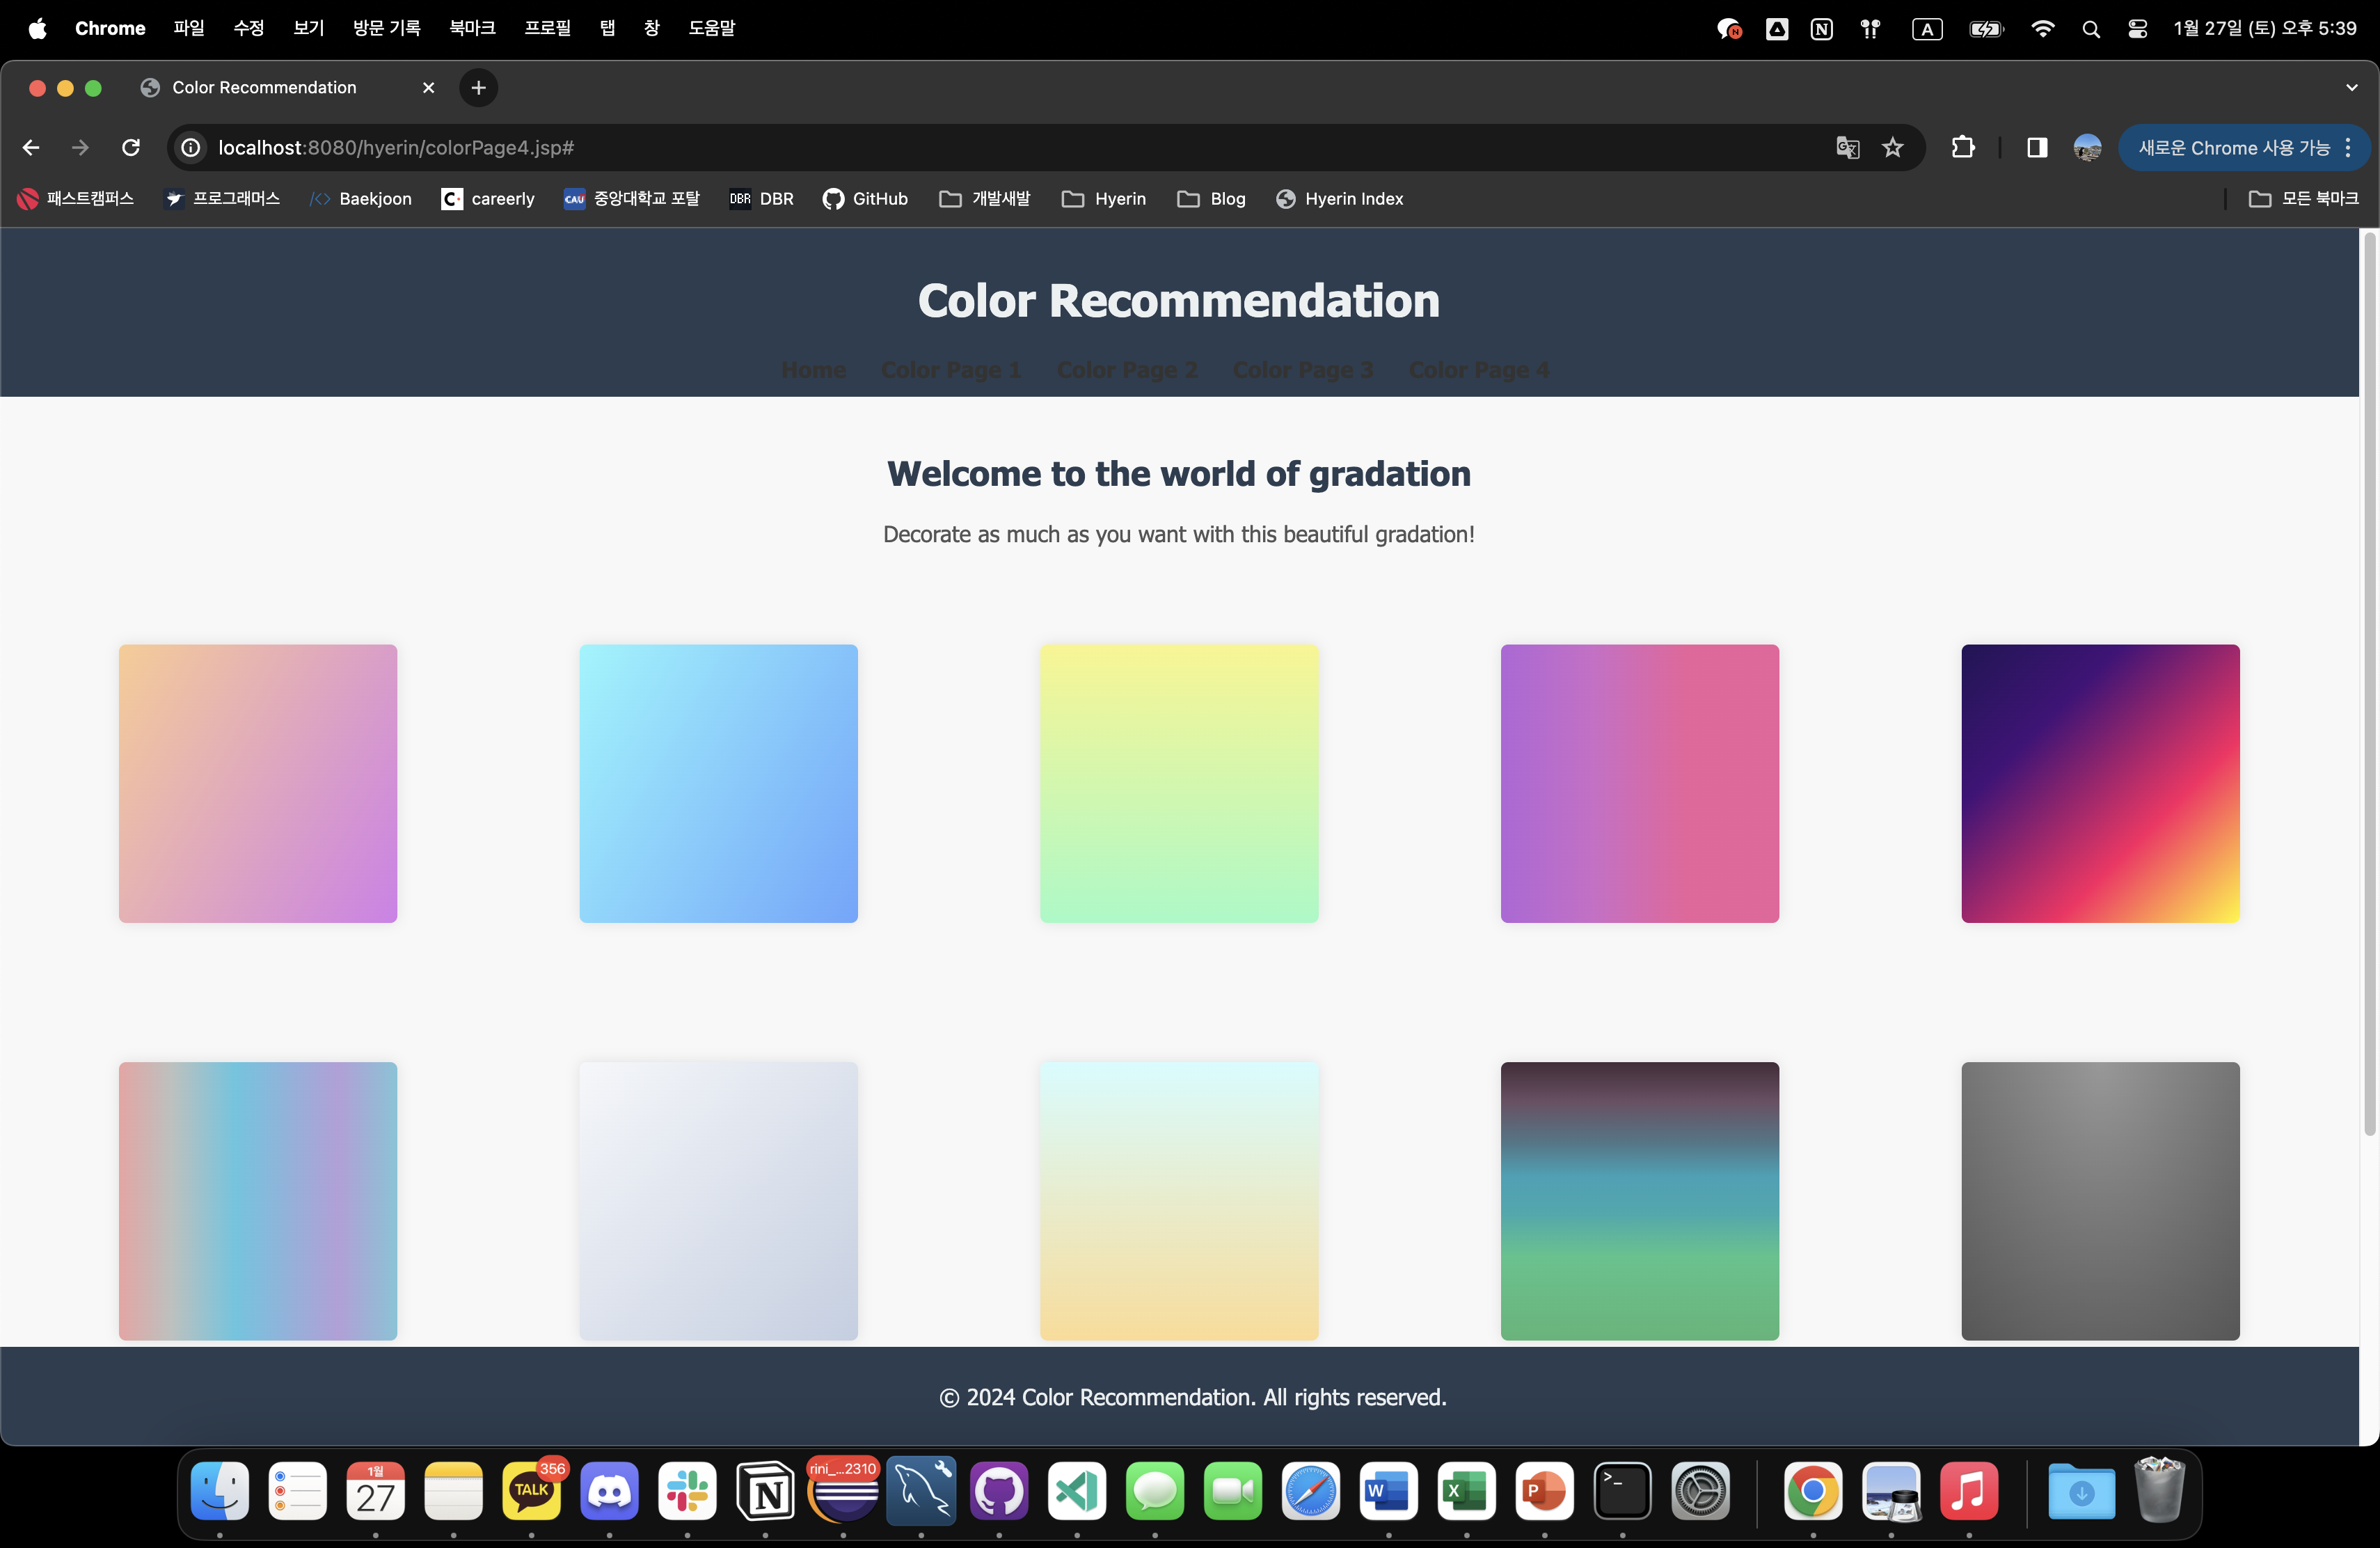 Chrome 파일 수정 보기 방문 기록 북마크 프로필 탭 창 도움말 A 1월 27일 (토) 오후 5:39
Color Recommendation
localhost:8080/hyerin/colorPage4.jsp# 새로운 Chrome 사용 가능
패스트캠퍼스 프로그래머스 Baekjoon careerly CAU 중앙대학교 포탈 DBR DBR GitHub 개발새발 Hyerin Blog Hyerin Index 모든 북마크
Color Recommendation
Home Color Page 1 Color Page 2 Color Page 3 Color Page 4
Welcome to the world of gradation
Decorate as much as you want with this beautiful gradation!
© 2024 Color Recommendation. All rights reserved.
1월 27 TALK 356 rini_...2310 W X P